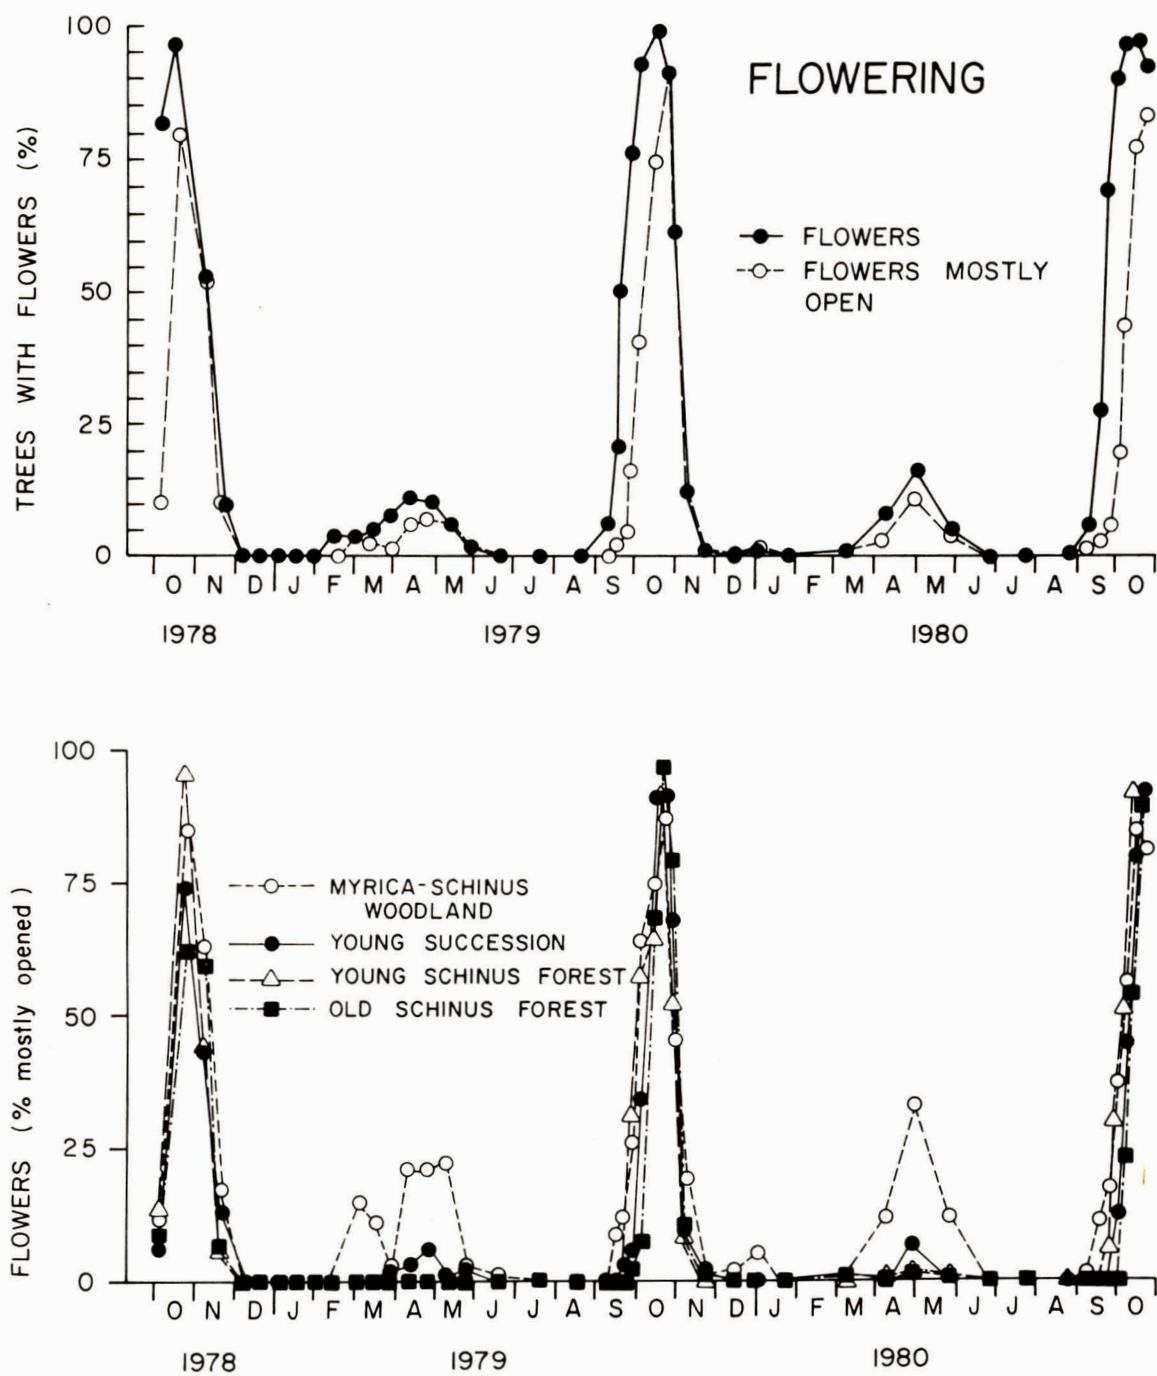 100
75
50
25
0
TREES WITH FLOWERS (%)
FLOWERING
FLOWERS
FLOWERS MOSTLY
OPEN
O N D J F M A M J J A S O N D J F M A M J J A S O
1978 1979 1980
100
75
50
25
0
FLOWERS (% mostly opened)
MYRICA-SCHINUS
WOODLAND
YOUNG SUCCESSION
YOUNG SCHINUS FOREST
OLD SCHINUS FOREST
O N D J F M A M J J A S O N D J F M A M J J A S O
1978 1979 1980